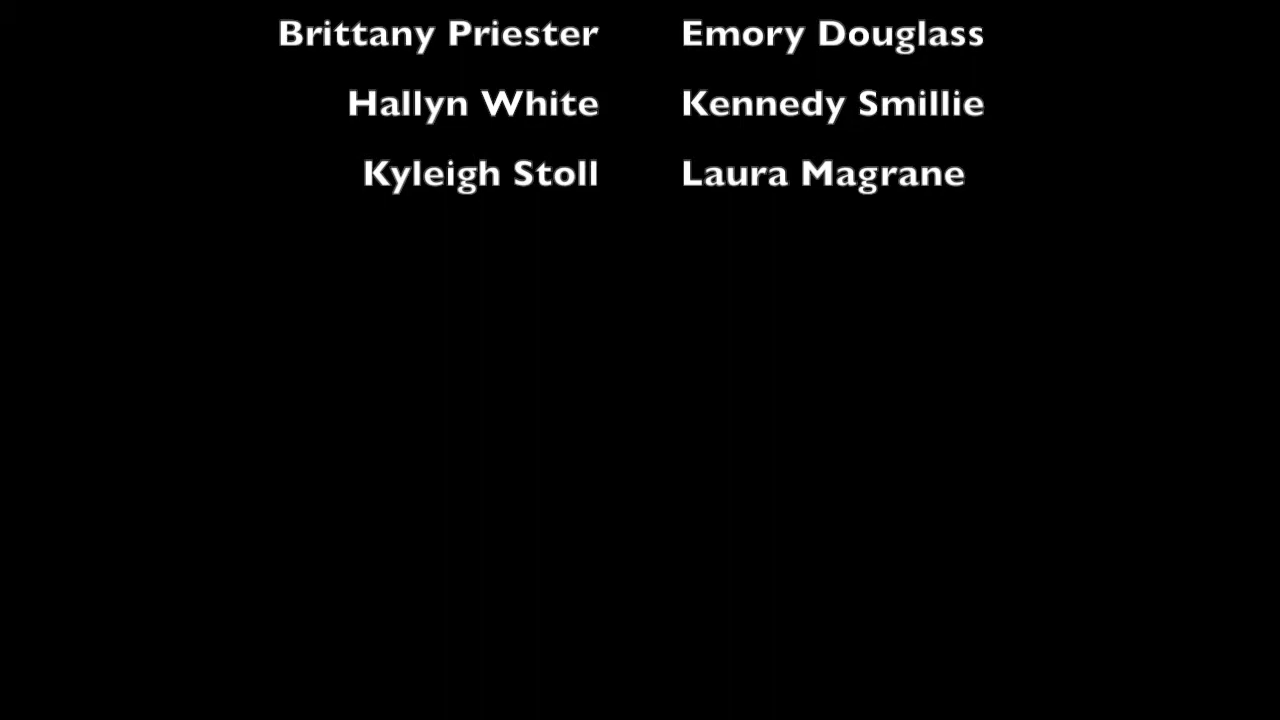 Brittany Priester Emory Douglass
Hallyn White Kennedy Smillie
Kyleigh Stoll Laura Magrane